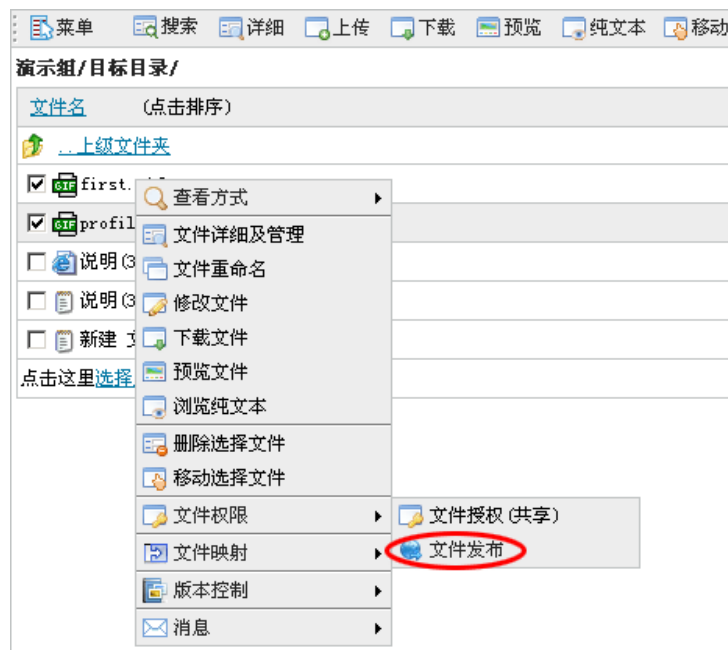 菜单 搜索 详细 上传 下载 预览 纯文本 移动
演示组/目标目录/
文件名 (点击排序)
..上级文件夹
GIF first.
查看方式
GIF profil
文件详细及管理
说明(3
文件重命名
说明(3
修改文件
新建
下载文件
点击这里选择
预览文件
浏览纯文本
删除选择文件
移动选择文件
文件权限
文件授权(共享)
文件映射
文件发布
版本控制
消息